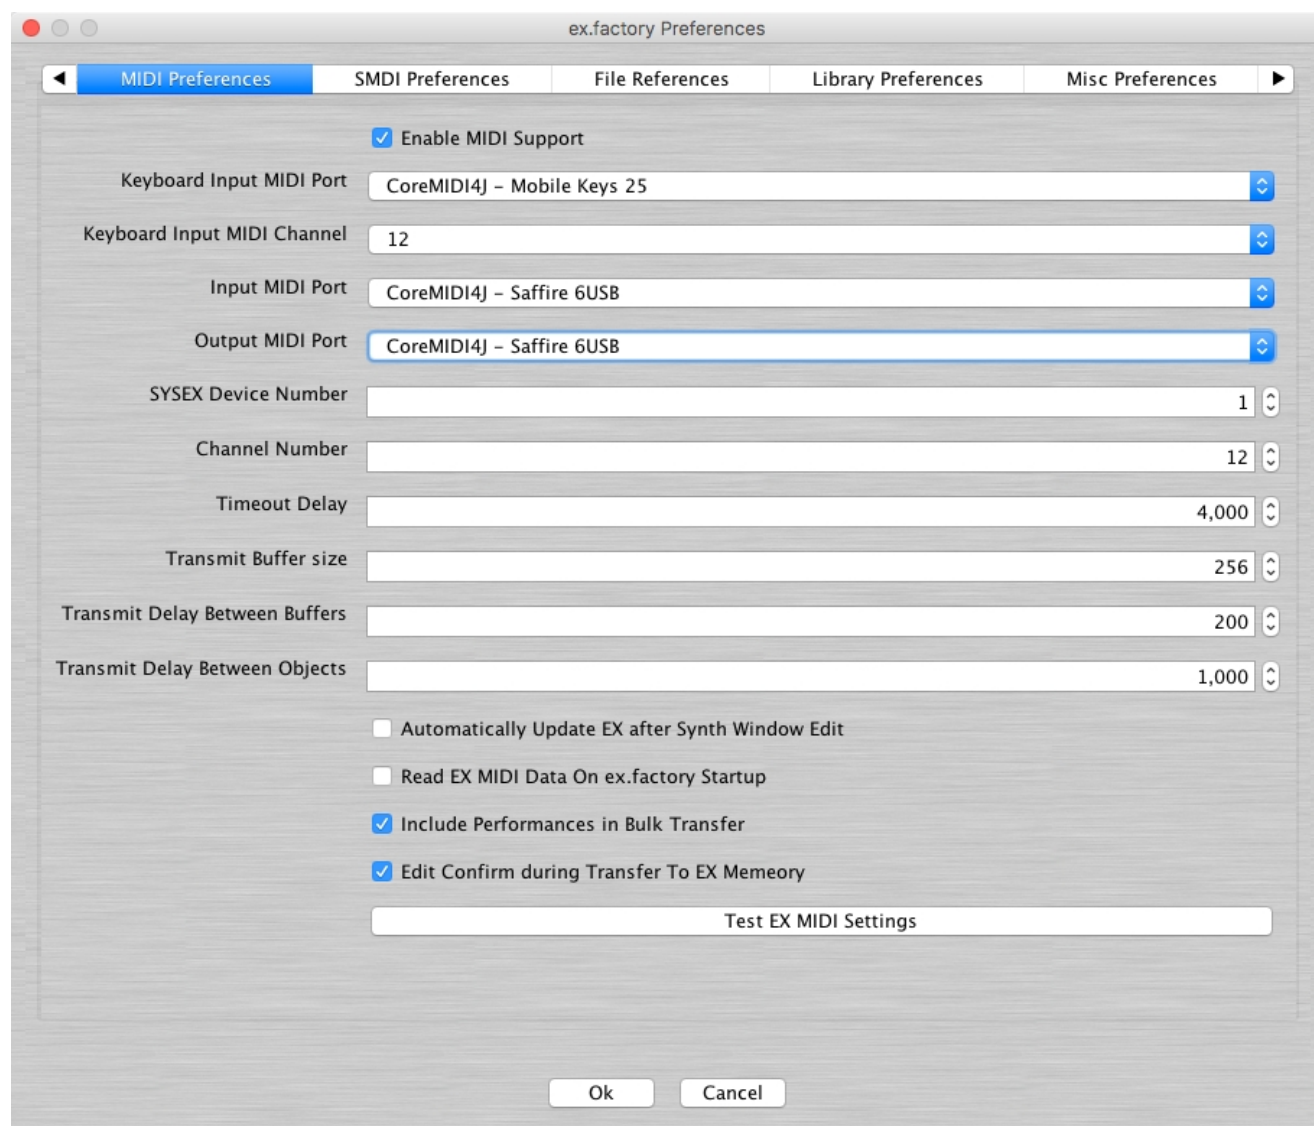 ex.factory Preferences
MIDI Preferences SMDI Preferences File References Library Preferences Misc Preferences
Enable MIDI Support
Keyboard Input MIDI Port CoreMIDI4J – Mobile Keys 25
Keyboard Input MIDI Channel 12
Input MIDI Port CoreMIDI4J – Saffire 6USB
Output MIDI Port CoreMIDI4J – Saffire 6USB
SYSEX Device Number 1
Channel Number 12
Timeout Delay 4,000
Transmit Buffer size 256
Transmit Delay Between Buffers 200
Transmit Delay Between Objects 1,000
Automatically Update EX after Synth Window Edit
Read EX MIDI Data On ex.factory Startup
Include Performances in Bulk Transfer
Edit Confirm during Transfer To EX Memeory
Test EX MIDI Settings
Ok Cancel